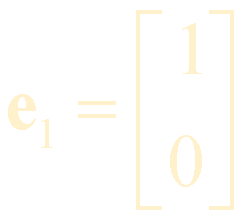 e₁ = [1
0]